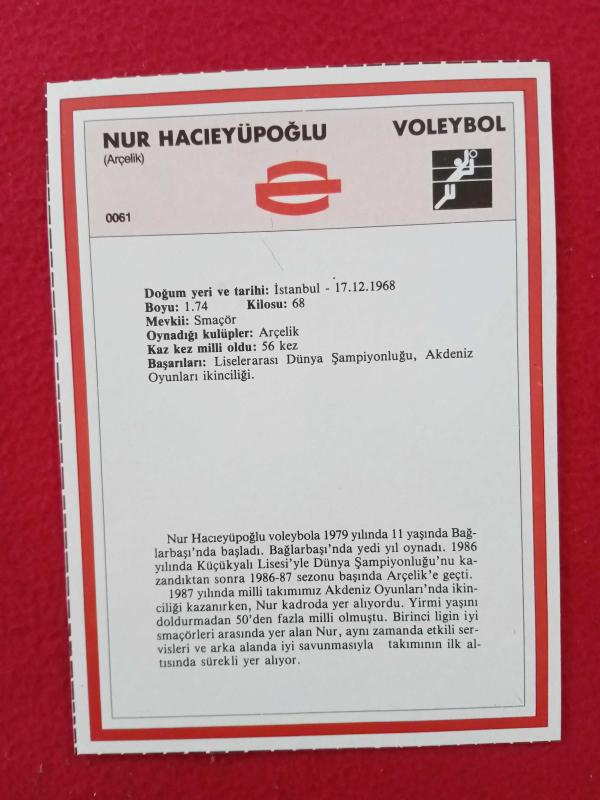 NUR HACIEYÜPOĞLU VOLEYBOL
(Arçelik)
0061
Doğum yeri ve tarihi: İstanbul - 17.12.1968
Boyu: 1.74 Kilosu: 68
Mevkii: Smaçör
Oynadığı kulüpler: Arçelik
Kaz kez milli oldu: 56 kez
Başarıları: Liselerarası Dünya Şampiyonluğu, Akdeniz
Oyunları ikinciliği.
Nur Hacıeyüpoğlu voleybola 1979 yılında 11 yaşında Bağ-
larbaşı'nda başladı. Bağlarbaşı'nda yedi yıl oynadı. 1986
yılında Küçükyalı Lisesi'yle Dünya Şampiyonluğu'nu ka-
zandıktan sonra 1986-87 sezonu başında Arçelik'e geçti.
1987 yılında milli takımımız Akdeniz Oyunları'nda ikin-
ciliği kazanırken, Nur kadroda yer alıyordu. Yirmi yaşını
doldurmadan 50'den fazla milli olmuştu. Birinci ligin iyi
smaçörleri arasında yer alan Nur, aynı zamanda etkili ser-
visleri ve arka alanda iyi savunmasıyla takımının ilk al-
tısında sürekli yer alıyor.